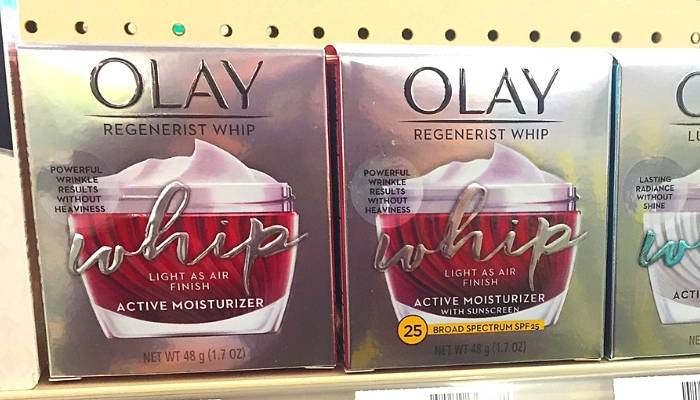 OLAY
REGENERIST WHIP
POWERFUL
WRINKLE
RESULTS
WITHOUT
HEAVINESS
whip
LIGHT AS AIR
FINISH
ACTIVE MOISTURIZER
NET WT 48 g (1.7 OZ)
OLAY
REGENERIST WHIP
POWERFUL
WRINKLE
RESULTS
WITHOUT
HEAVINESS
whip
LIGHT AS AIR
FINISH
ACTIVE MOISTURIZER
WITH SUNSCREEN
25 BROAD SPECTRUM SPF25
NET WT 48 g (1.7 OZ)
LASTING
RADIANCE
WITHOUT
SHINE